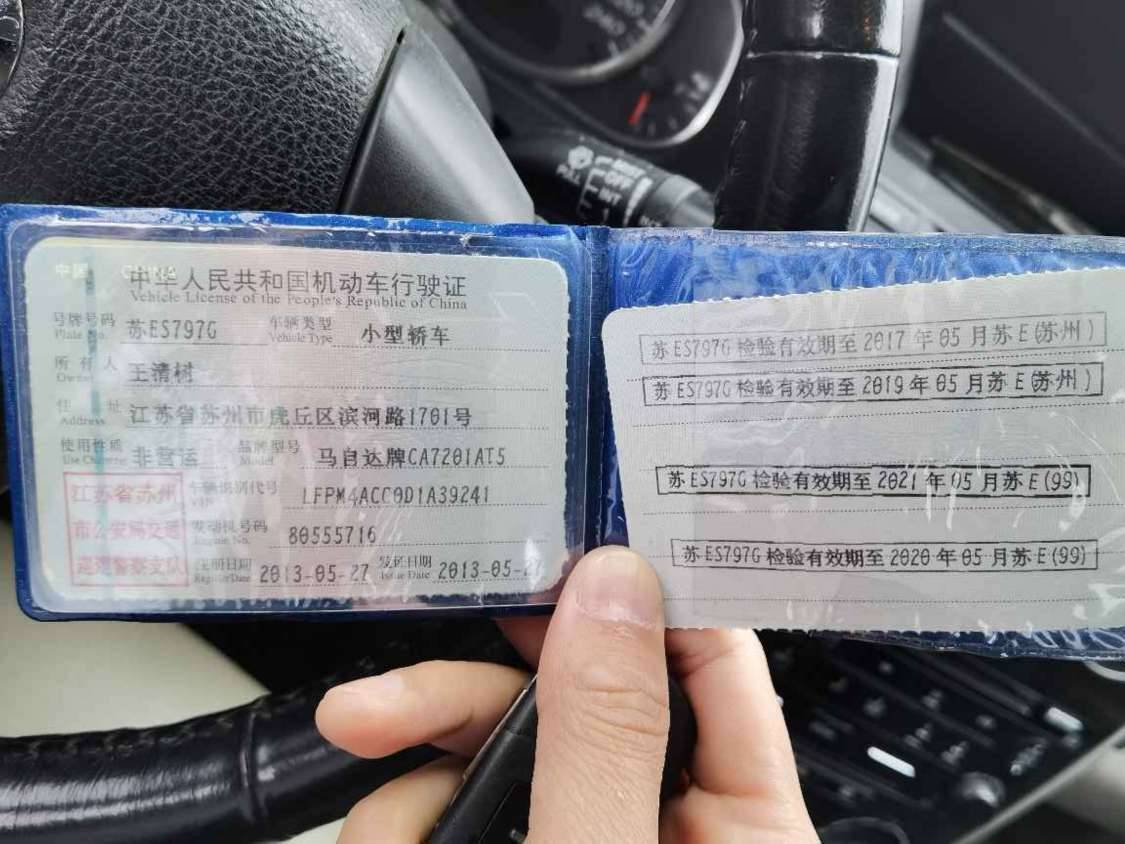 中华人民共和国机动车行驶证
Vehicle License of the People's Republic of China
号牌号码 苏ES797G 车辆类型 小型轿车
Plate No. Vehicle Type
所有人 王清树
Owner
住址 江苏省苏州市虎丘区滨河路1701号
Address
使用性质 非营运 品牌型号 马自达牌CA7201AT5
Use Character Model
车辆识别代号 LFPM4ACC0D1A39241
VIN
发动机号码 80555716
Engine No.
注册日期 2013-05-27 发证日期 2013-05-27
Register Date Issue Date
江苏省苏州
市公安局交通
巡逻警察支队
苏ES797G 检验有效期至 2017 年 05 月苏E(苏州)
苏ES797G 检验有效期至 2019 年 05 月苏E(苏州)
苏ES797G 检验有效期至 2021 年 05 月苏E(99)
苏ES797G 检验有效期至 2020 年 05 月苏E(99)
OFF
INT